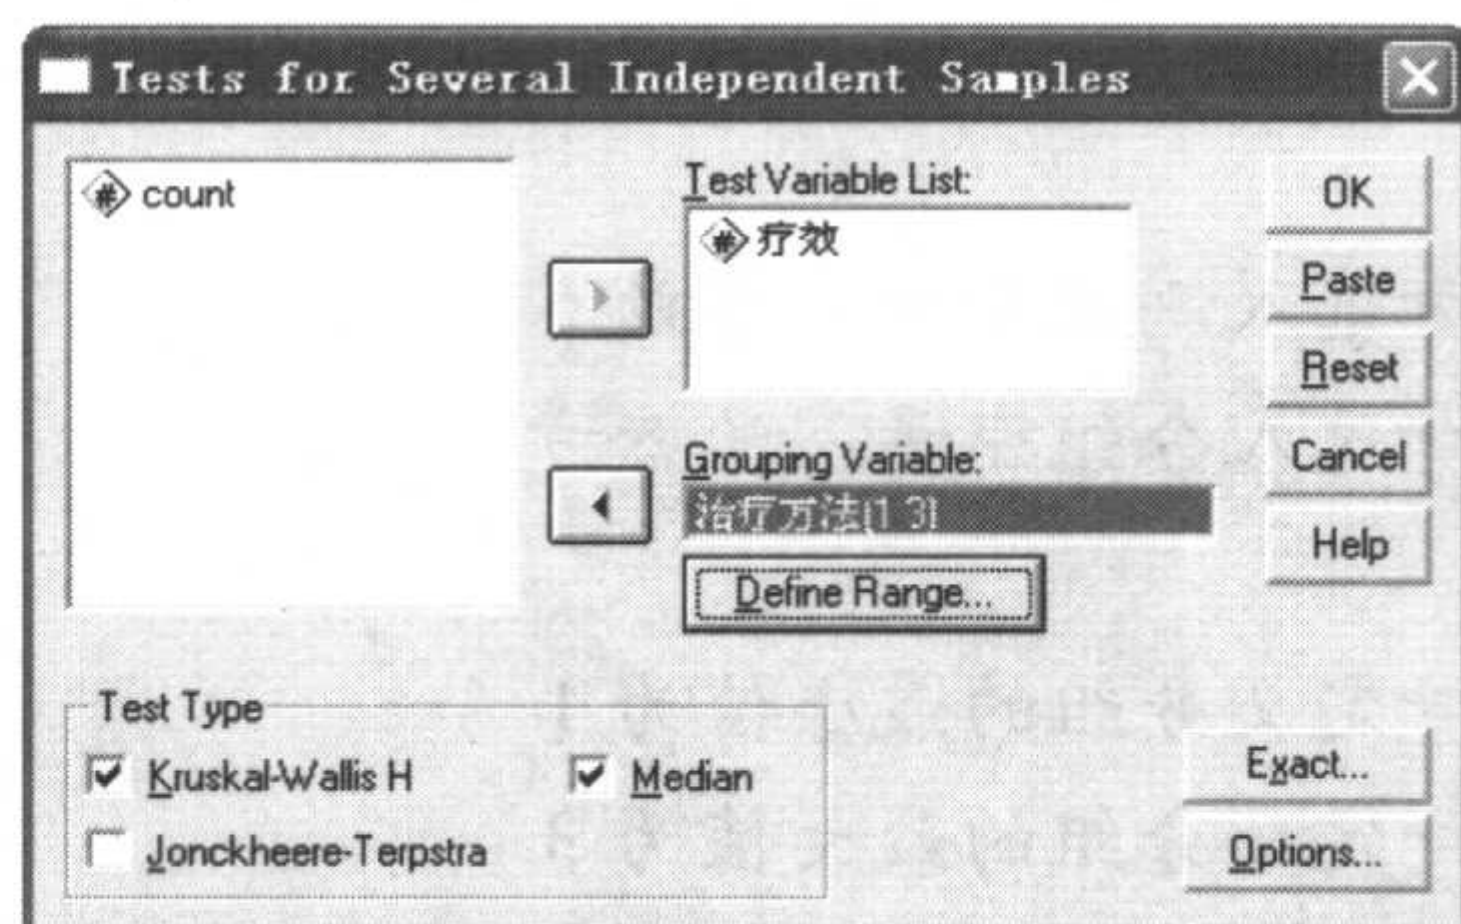 Tests for Several Independent Samples
count
Test Variable List:
疗效
Grouping Variable:
治疗方法(1 3)
Define Range...
OK
Paste
Reset
Cancel
Help
Test Type
Kruskal-Wallis H
Median
Jonckheere-Terpstra
Exact...
Options...